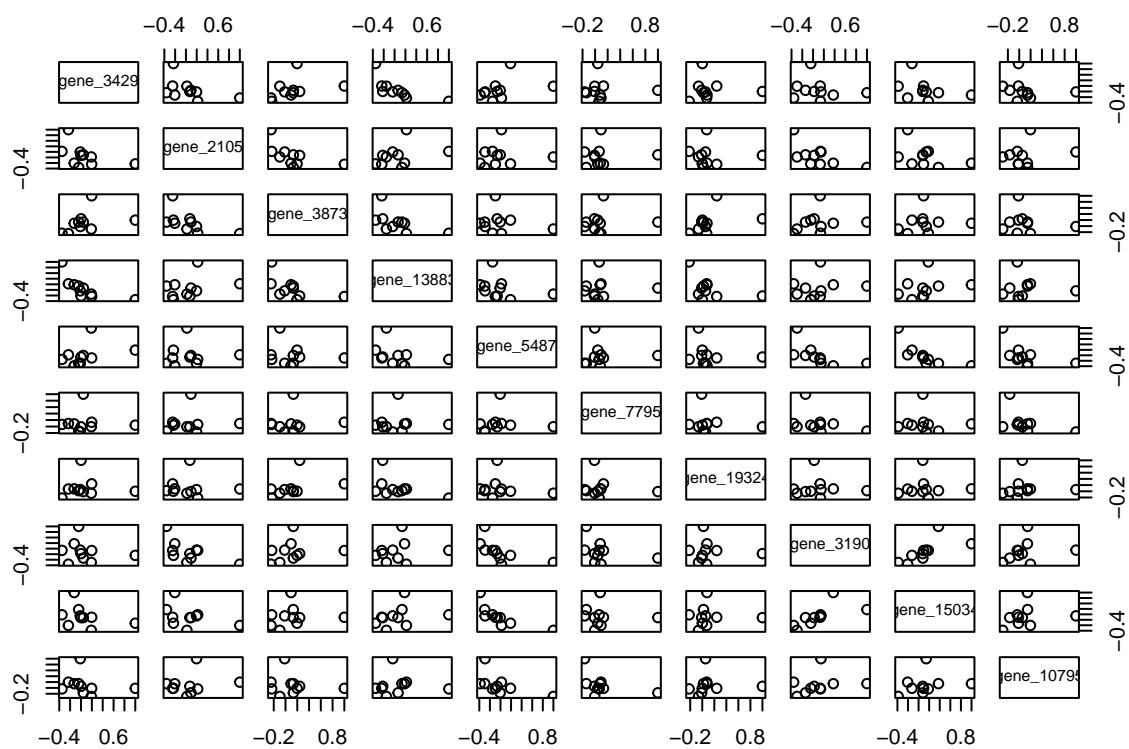 −0.4 0.6 −0.4 0.6 −0.2 0.8 −0.4 0.6 −0.2 0.8
gene_3429 −0.4
−0.4 gene_2105
gene_3873 −0.2
−0.4 gene_13883
gene_5487 −0.4
−0.2 gene_7795
gene_19324 −0.2
−0.4 gene_3190
gene_15034 −0.4
−0.2 gene_10795
−0.4 0.6 −0.2 0.8 −0.4 0.8 −0.2 0.8 −0.4 0.8